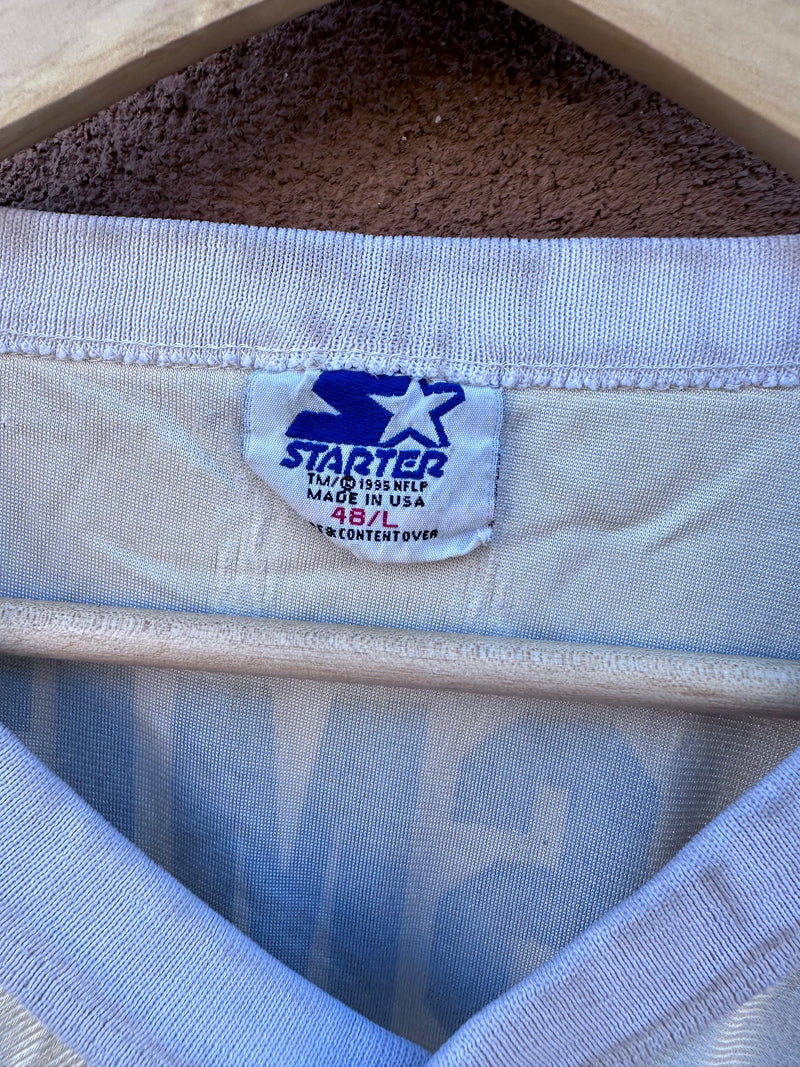 STARTER
TM/® 1995 NFLP
MADE IN USA
48/L
CONTENT OVER